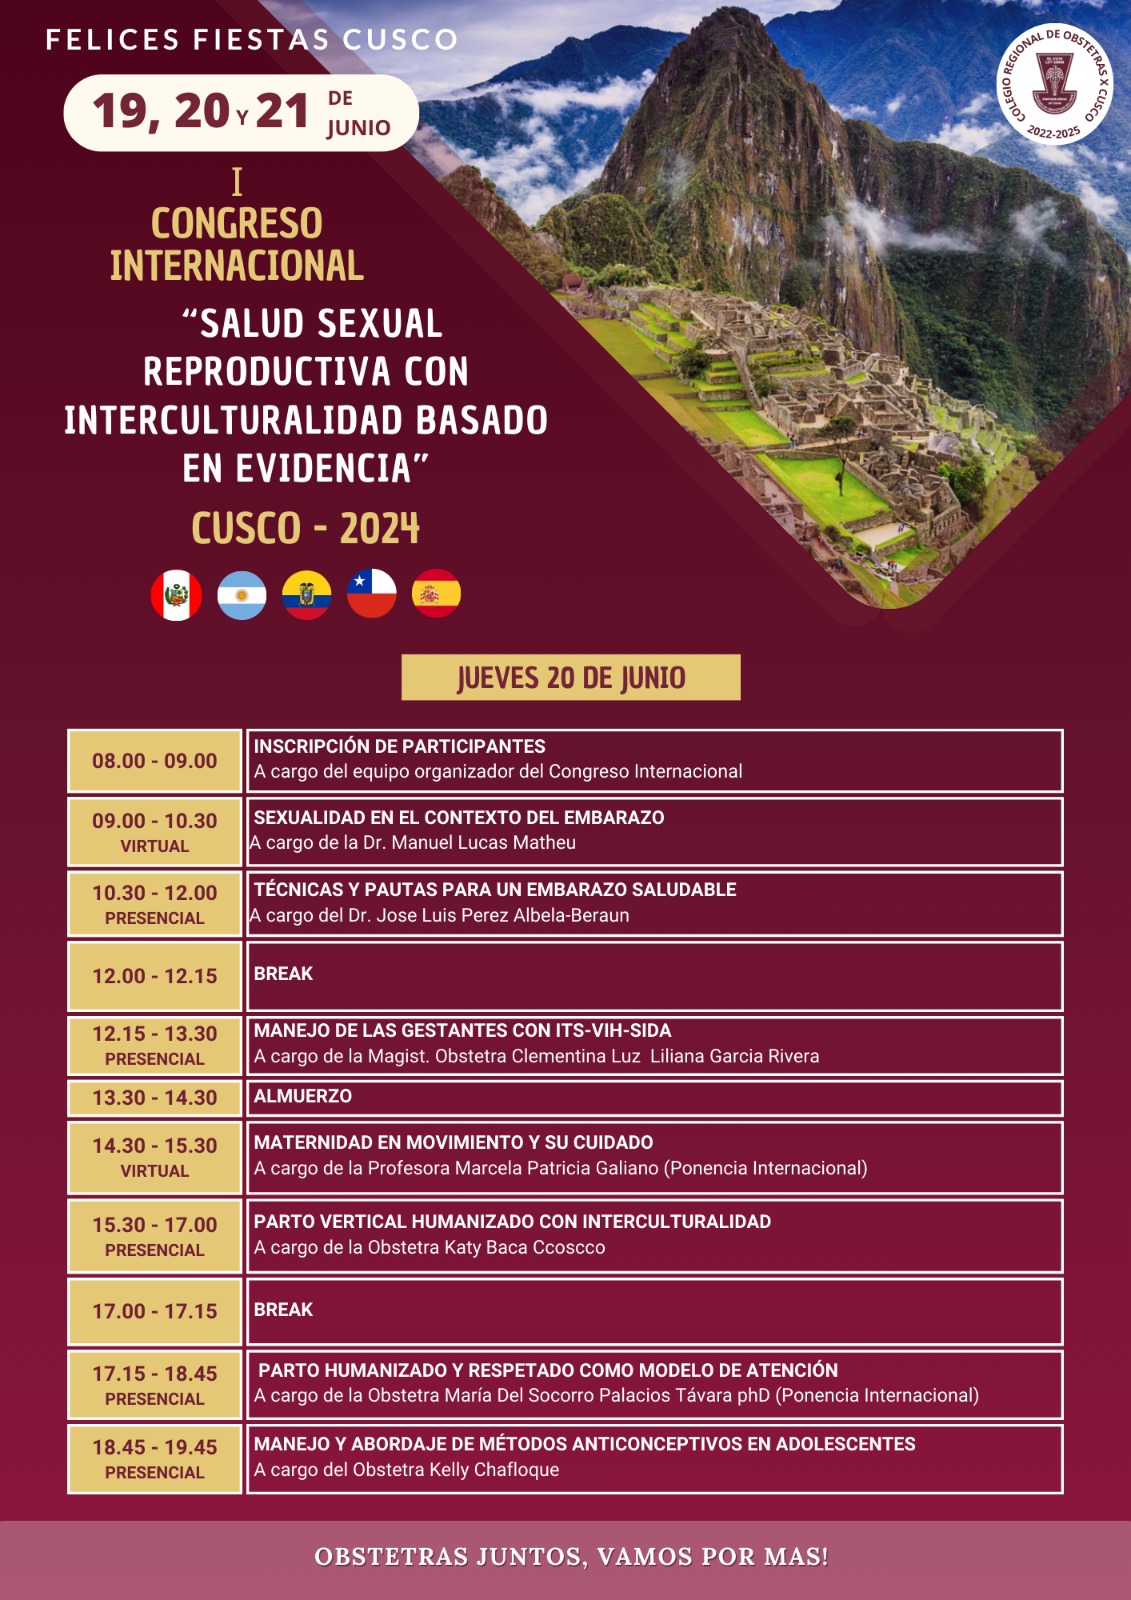 FELICES FIESTAS CUSCO
19, 20 Y 21 DE JUNIO
COLEGIO REGIONAL DE OBSTETRAS X CUSCO
2022-2025
I
CONGRESO
INTERNACIONAL
“SALUD SEXUAL
REPRODUCTIVA CON
INTERCULTURALIDAD BASADO
EN EVIDENCIA”
CUSCO - 2024
JUEVES 20 DE JUNIO
08.00 - 09.00
INSCRIPCIÓN DE PARTICIPANTES
A cargo del equipo organizador del Congreso Internacional
09.00 - 10.30
VIRTUAL
SEXUALIDAD EN EL CONTEXTO DEL EMBARAZO
A cargo de la Dr. Manuel Lucas Matheu
10.30 - 12.00
PRESENCIAL
TÉCNICAS Y PAUTAS PARA UN EMBARAZO SALUDABLE
A cargo del Dr. Jose Luis Perez Albela-Beraun
12.00 - 12.15
BREAK
12.15 - 13.30
PRESENCIAL
MANEJO DE LAS GESTANTES CON ITS-VIH-SIDA
A cargo de la Magist. Obstetra Clementina Luz  Liliana Garcia Rivera
13.30 - 14.30
ALMUERZO
14.30 - 15.30
VIRTUAL
MATERNIDAD EN MOVIMIENTO Y SU CUIDADO
A cargo de la Profesora Marcela Patricia Galiano (Ponencia Internacional)
15.30 - 17.00
PRESENCIAL
PARTO VERTICAL HUMANIZADO CON INTERCULTURALIDAD
A cargo de la Obstetra Katy Baca Ccoscco
17.00 - 17.15
BREAK
17.15 - 18.45
PRESENCIAL
PARTO HUMANIZADO Y RESPETADO COMO MODELO DE ATENCIÓN
A cargo de la Obstetra María Del Socorro Palacios Távara phD (Ponencia Internacional)
18.45 - 19.45
PRESENCIAL
MANEJO Y ABORDAJE DE MÉTODOS ANTICONCEPTIVOS EN ADOLESCENTES
A cargo del Obstetra Kelly Chafloque
OBSTETRAS JUNTOS, VAMOS POR MAS!